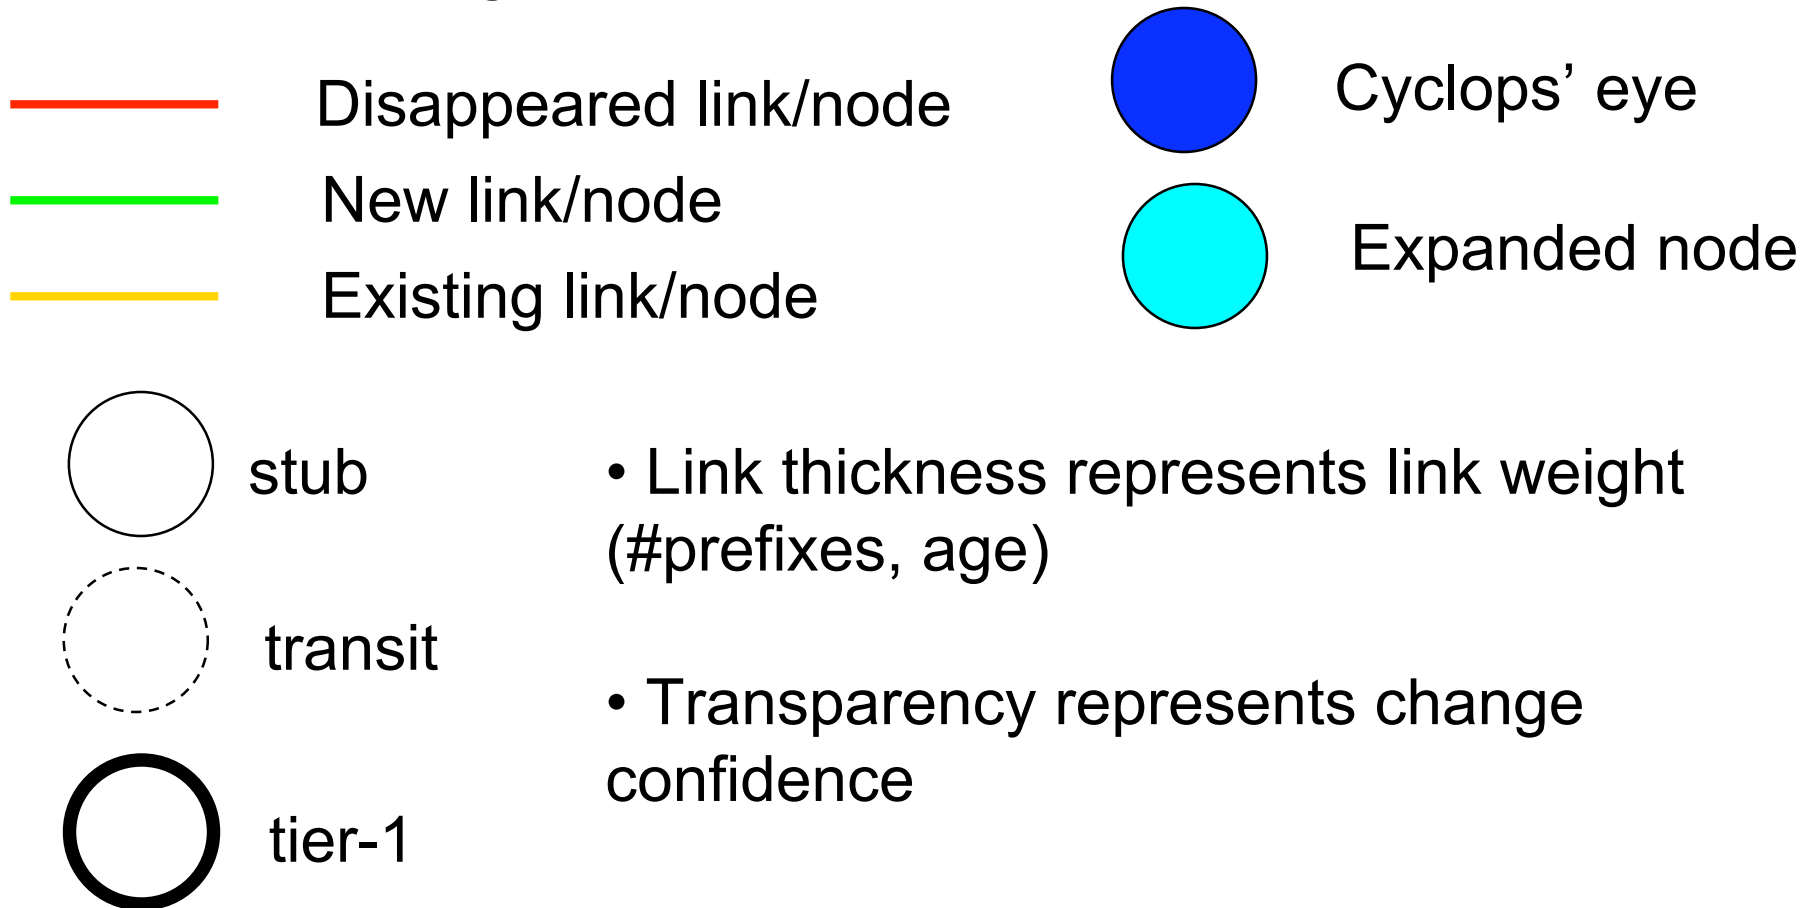 Disappeared link/node
New link/node
Existing link/node
Cyclops’ eye
Expanded node
stub
transit
tier-1
• Link thickness represents link weight
(#prefixes, age)
• Transparency represents change
confidence